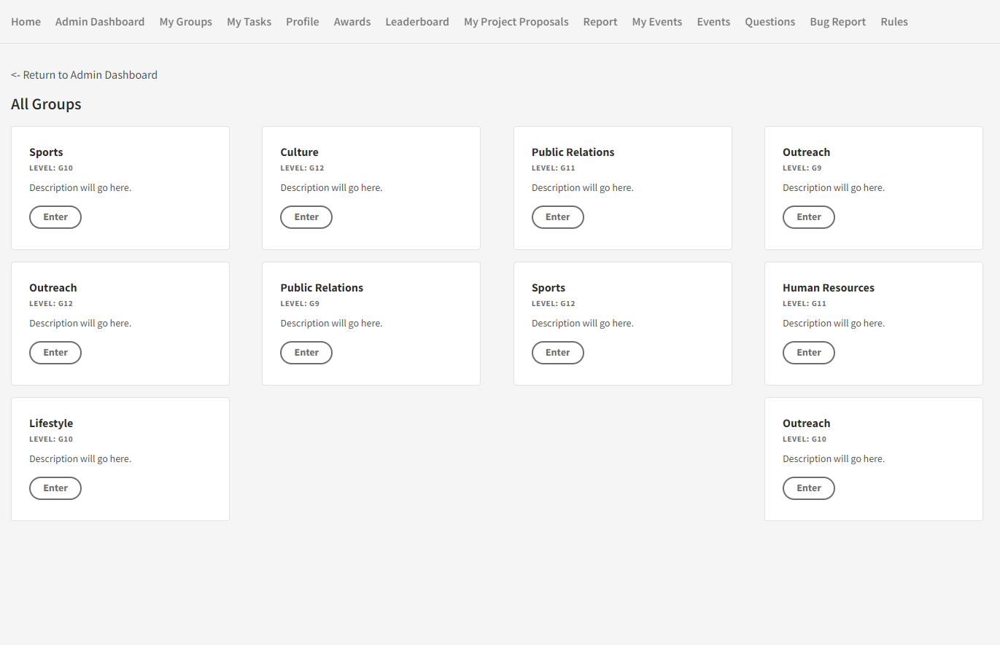 Home Admin Dashboard My Groups My Tasks Profile Awards Leaderboard My Project Proposals Report My Events Events Questions Bug Report Rules
<- Return to Admin Dashboard
All Groups
Sports
LEVEL: G10
Description will go here.
Enter
Culture
LEVEL: G12
Description will go here.
Enter
Public Relations
LEVEL: G11
Description will go here.
Enter
Outreach
LEVEL: G9
Description will go here.
Enter
Outreach
LEVEL: G12
Description will go here.
Enter
Public Relations
LEVEL: G9
Description will go here.
Enter
Sports
LEVEL: G12
Description will go here.
Enter
Human Resources
LEVEL: G11
Description will go here.
Enter
Lifestyle
LEVEL: G10
Description will go here.
Enter
Outreach
LEVEL: G10
Description will go here.
Enter